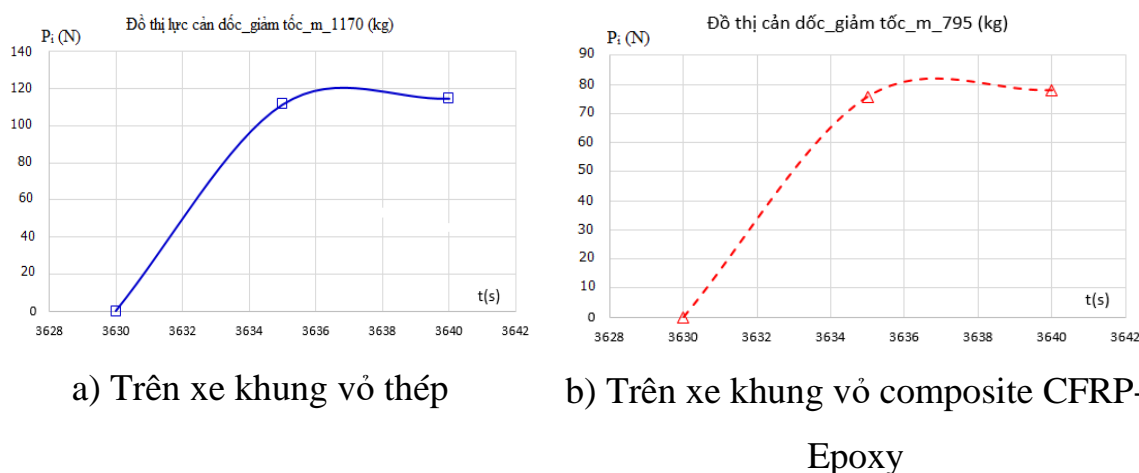 Đồ thị lực cản dốc_giảm tốc_m_1170 (kg)
P_i (N)
140
120
100
80
60
40
20
0
t(s)
3628 3630 3632 3634 3636 3638 3640 3642
a) Trên xe khung vỏ thép
Đồ thị cản dốc_giảm tốc_m_795 (kg)
P_i (N)
90
80
70
60
50
40
30
20
10
0
t(s)
3628 3630 3632 3634 3636 3638 3640 3642
b) Trên xe khung vỏ composite CFRP-
Epoxy